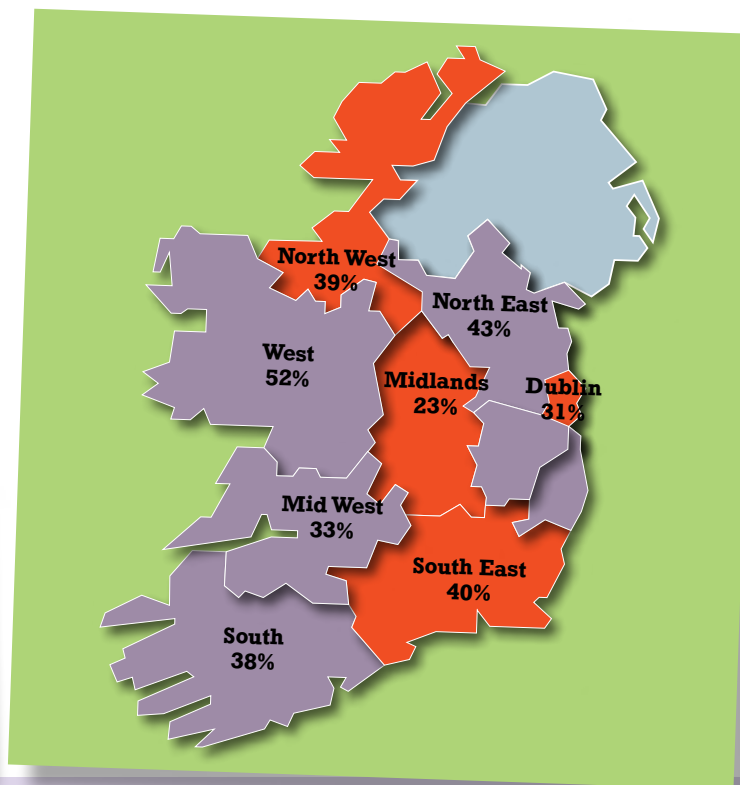 North West
39%
North East
43%
West
52%
Midlands
23%
Dublin
31%
Mid West
33%
South East
40%
South
38%